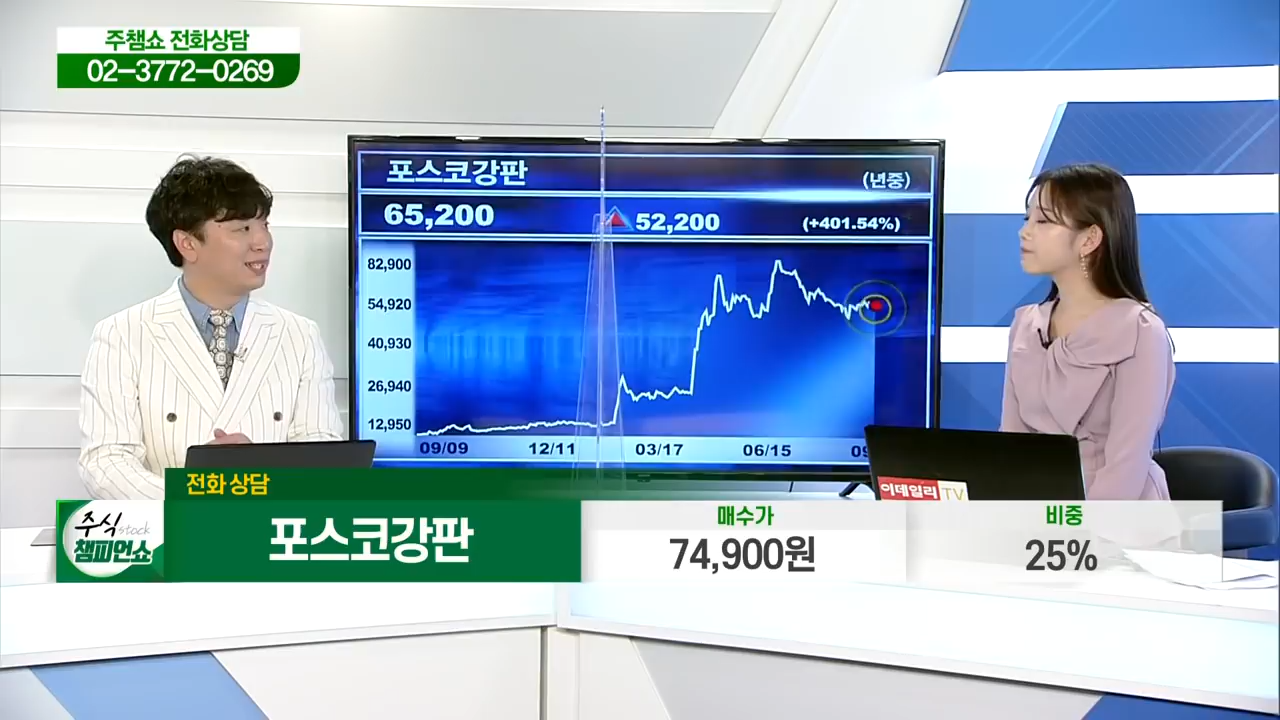 주챔쇼 전화상담
02-3772-0269
포스코강판
(년중)
65,200
52,200
(+401.54%)
82,900
54,920
40,930
26,940
12,950
09/09
12/11
03/17
06/15
이데일리 TV
전화 상담
주식 stock
챔피언쇼
포스코강판
매수가
74,900원
비중
25%